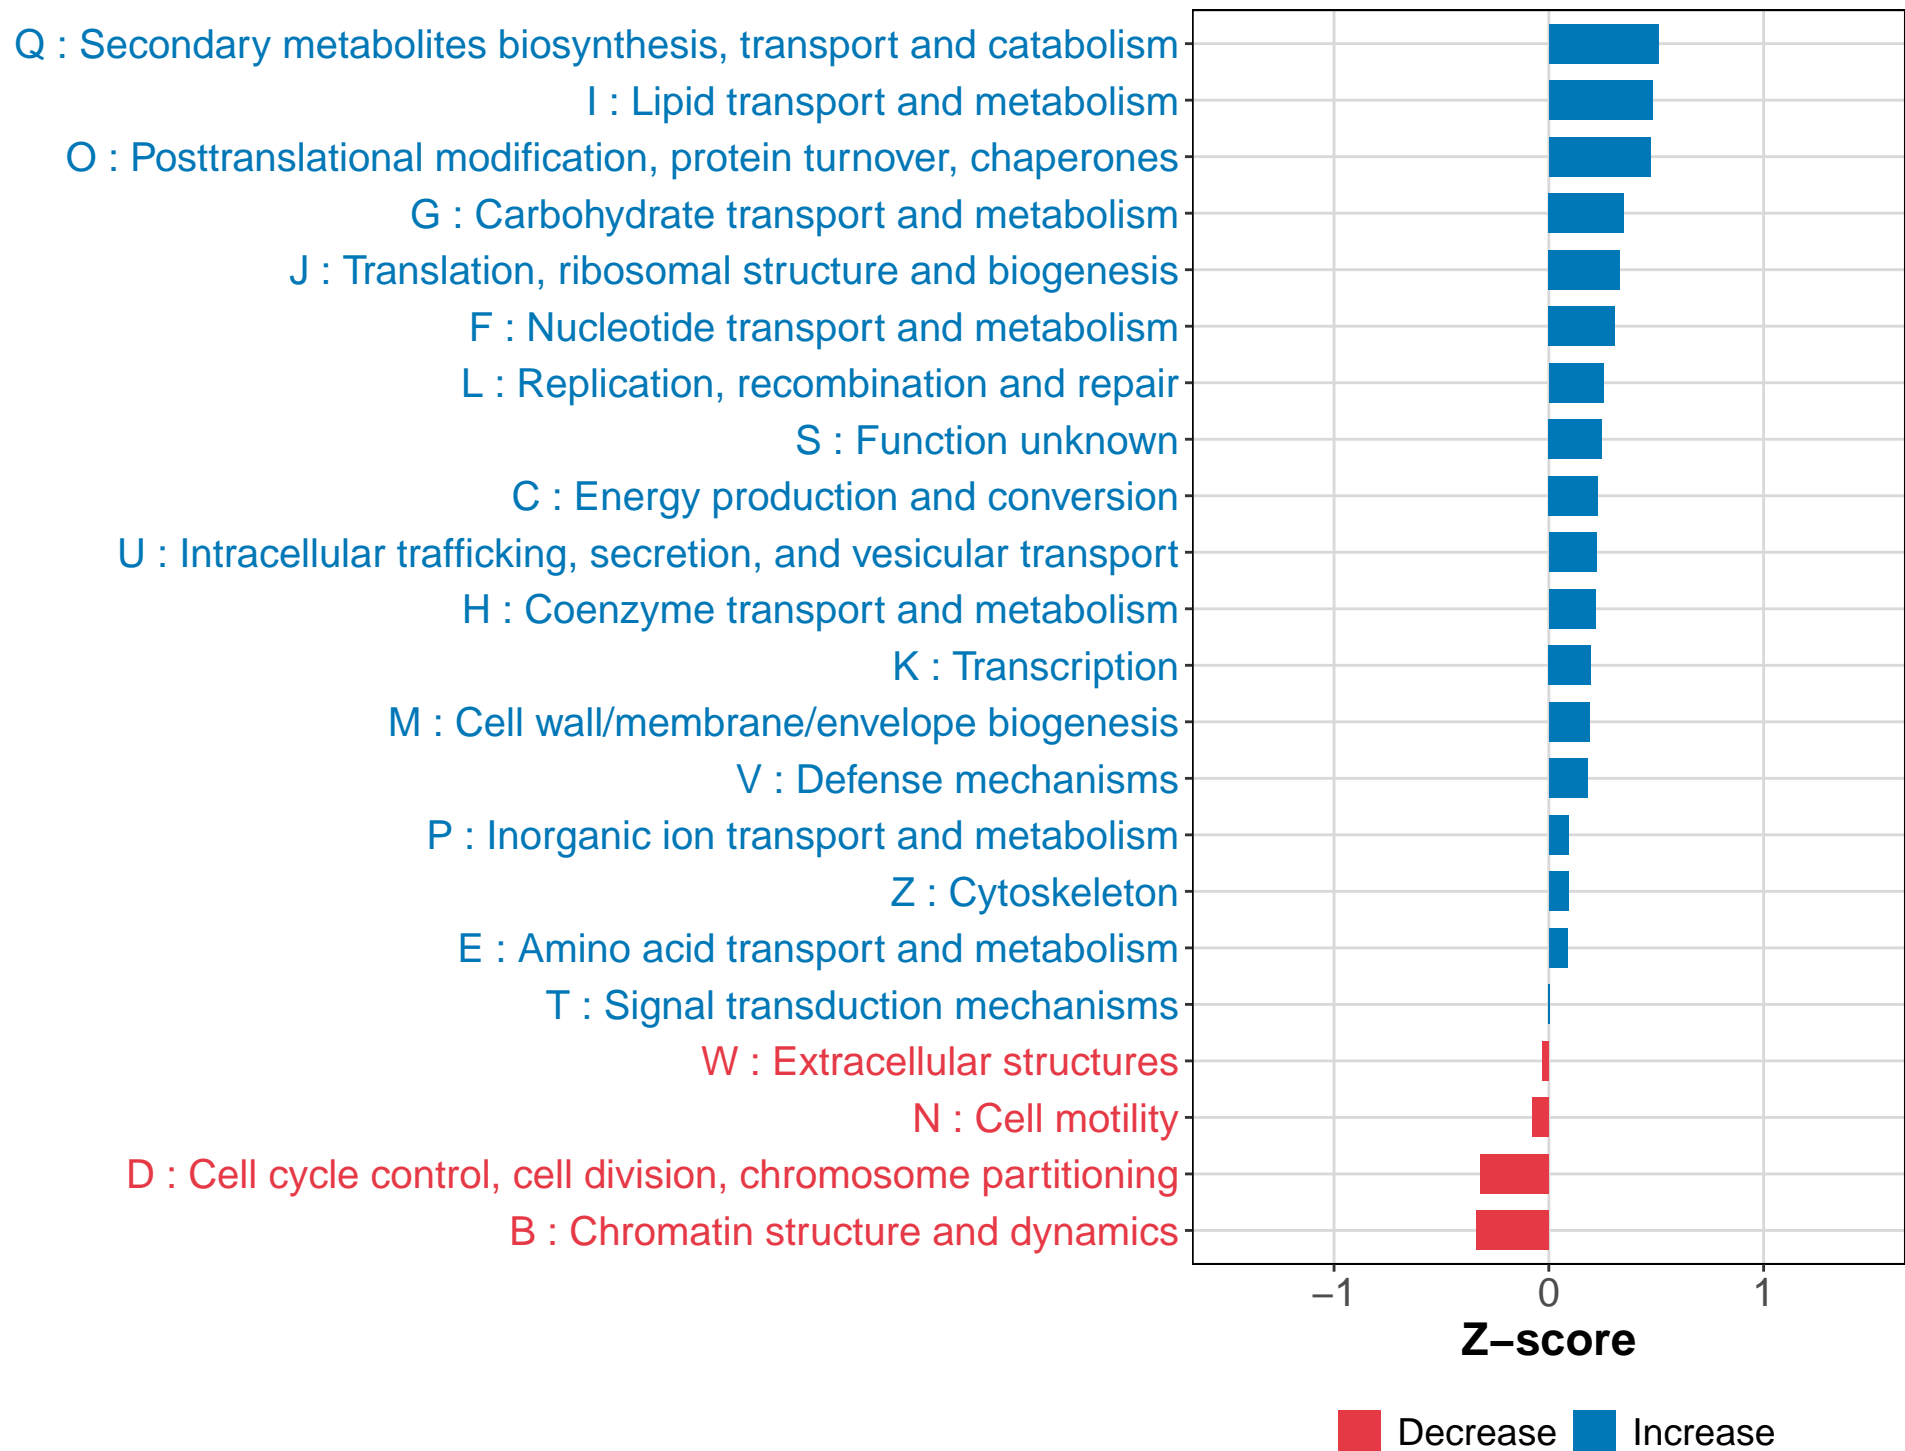 Q : Secondary metabolites biosynthesis, transport and catabolism
I : Lipid transport and metabolism
O : Posttranslational modification, protein turnover, chaperones
G : Carbohydrate transport and metabolism
J : Translation, ribosomal structure and biogenesis
F : Nucleotide transport and metabolism
L : Replication, recombination and repair
S : Function unknown
C : Energy production and conversion
U : Intracellular trafficking, secretion, and vesicular transport
H : Coenzyme transport and metabolism
K : Transcription
M : Cell wall/membrane/envelope biogenesis
V : Defense mechanisms
P : Inorganic ion transport and metabolism
Z : Cytoskeleton
E : Amino acid transport and metabolism
T : Signal transduction mechanisms
W : Extracellular structures
N : Cell motility
D : Cell cycle control, cell division, chromosome partitioning
B : Chromatin structure and dynamics
−1 0 1
Z−score
Decrease Increase